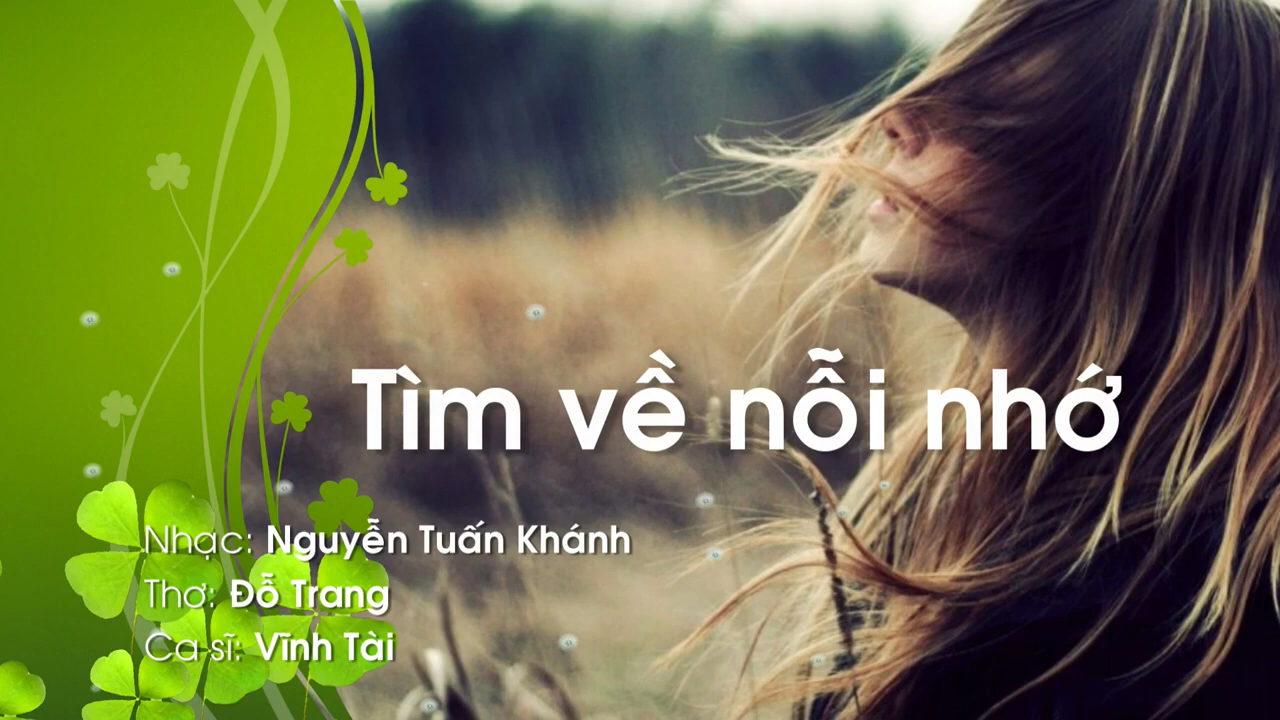 Tìm về nỗi nhớ
Nhạc: Nguyễn Tuấn Khánh
Thơ: Đỗ Trang
Ca sĩ: Vĩnh Tài